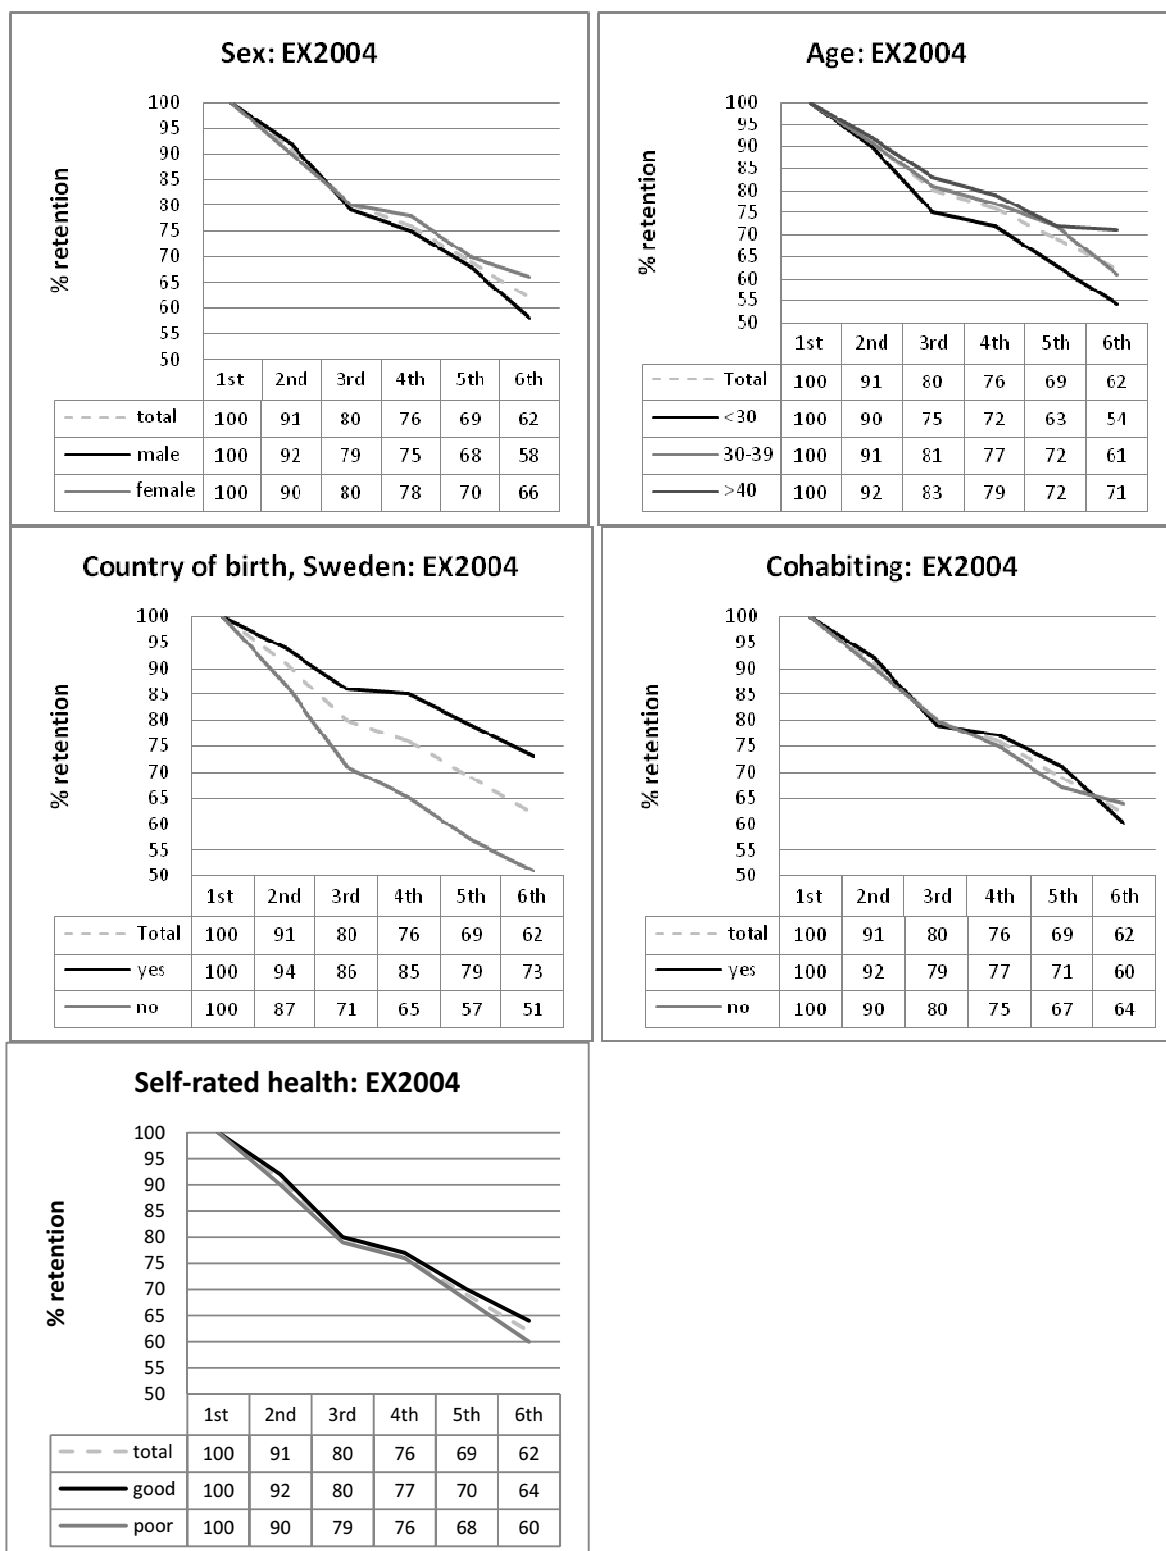 Sex: EX2004
% retention
100
95
90
85
80
75
70
65
60
55
50
1st 2nd 3rd 4th 5th 6th
total 100 91 80 76 69 62
male 100 92 79 75 68 58
female 100 90 80 78 70 66
Age: EX2004
% retention
100
95
90
85
80
75
70
65
60
55
50
1st 2nd 3rd 4th 5th 6th
Total 100 91 80 76 69 62
<30 100 90 75 72 63 54
30-39 100 91 81 77 72 61
>40 100 92 83 79 72 71
Country of birth, Sweden: EX2004
% retention
100
95
90
85
80
75
70
65
60
55
50
1st 2nd 3rd 4th 5th 6th
Total 100 91 80 76 69 62
yes 100 94 86 85 79 73
no 100 87 71 65 57 51
Cohabiting: EX2004
% retention
100
95
90
85
80
75
70
65
60
55
50
1st 2nd 3rd 4th 5th 6th
total 100 91 80 76 69 62
yes 100 92 79 77 71 60
no 100 90 80 75 67 64
Self-rated health: EX2004
% retention
100
95
90
85
80
75
70
65
60
55
50
1st 2nd 3rd 4th 5th 6th
total 100 91 80 76 69 62
good 100 92 80 77 70 64
poor 100 90 79 76 68 60